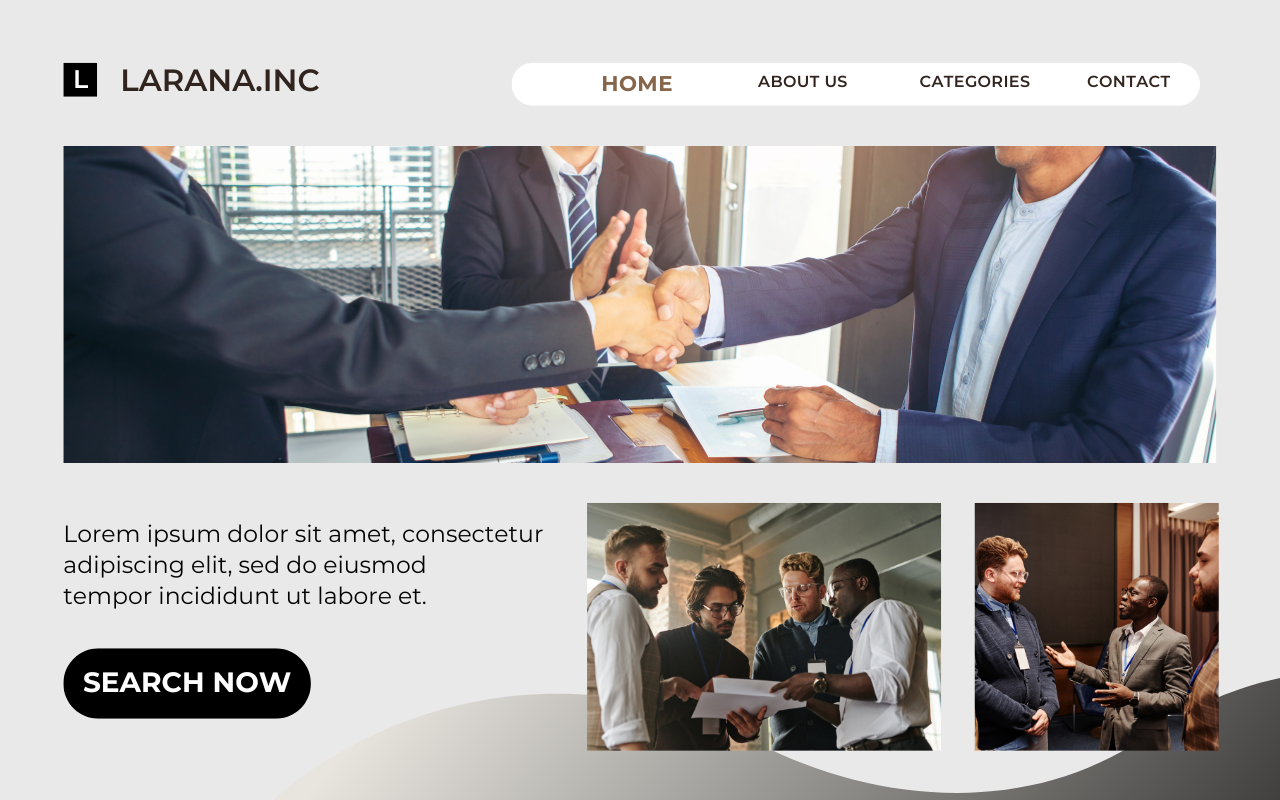 L LARANA.INC
HOME ABOUT US CATEGORIES CONTACT
Lorem ipsum dolor sit amet, consectetur
adipiscing elit, sed do eiusmod
tempor incididunt ut labore et.
SEARCH NOW